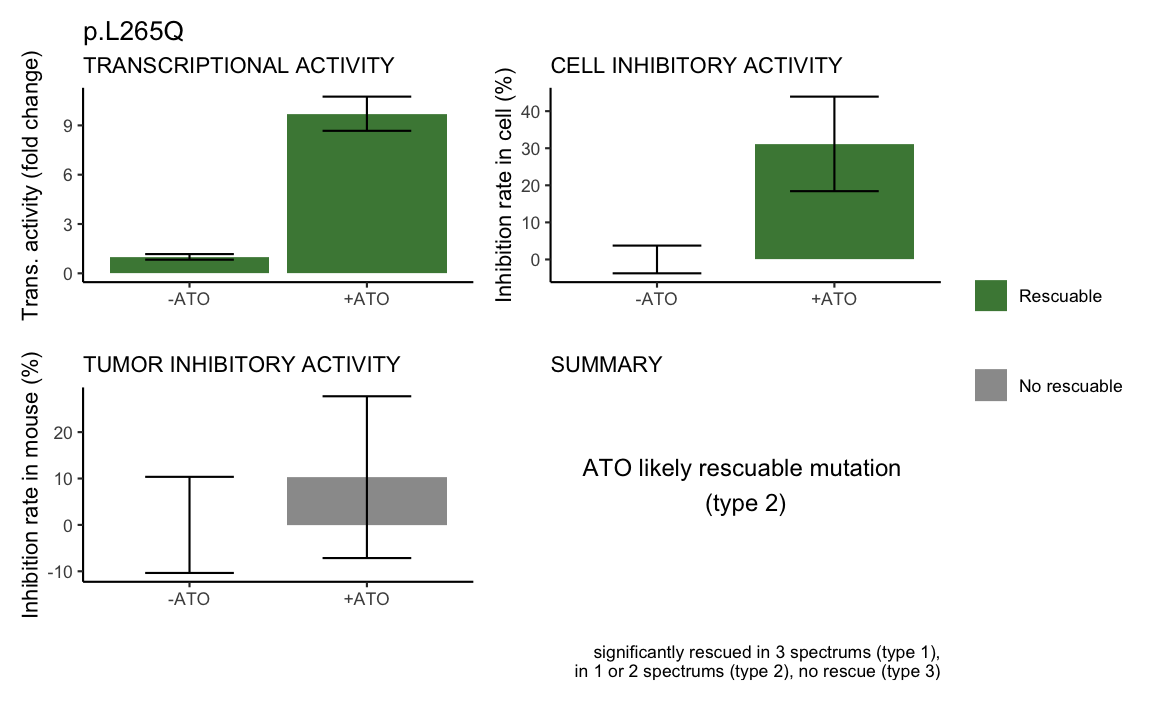 p.L265Q
TRANSCRIPTIONAL ACTIVITY
Trans. activity (fold change)
9
6
3
0
-ATO
+ATO
CELL INHIBITORY ACTIVITY
Inhibition rate in cell (%)
40
30
20
10
0
-ATO
+ATO
Rescuable
No rescuable
TUMOR INHIBITORY ACTIVITY
Inhibition rate in mouse (%)
20
10
0
-10
-ATO
+ATO
SUMMARY
ATO likely rescuable mutation
(type 2)
significantly rescued in 3 spectrums (type 1),
in 1 or 2 spectrums (type 2), no rescue (type 3)